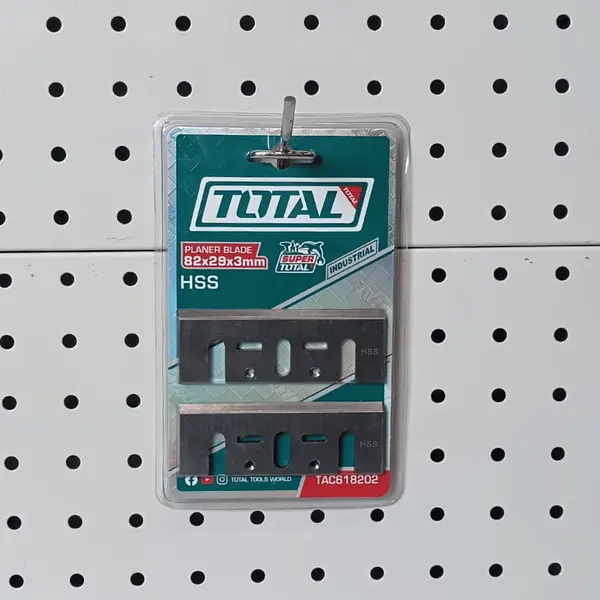 TOTAL
TOTAL
PLANER BLADE
82x29x3mm
SUPER
TOTAL
INDUSTRIAL
HSS
HSS
HSS
TOTAL TOOLS WORLD
TAC618202